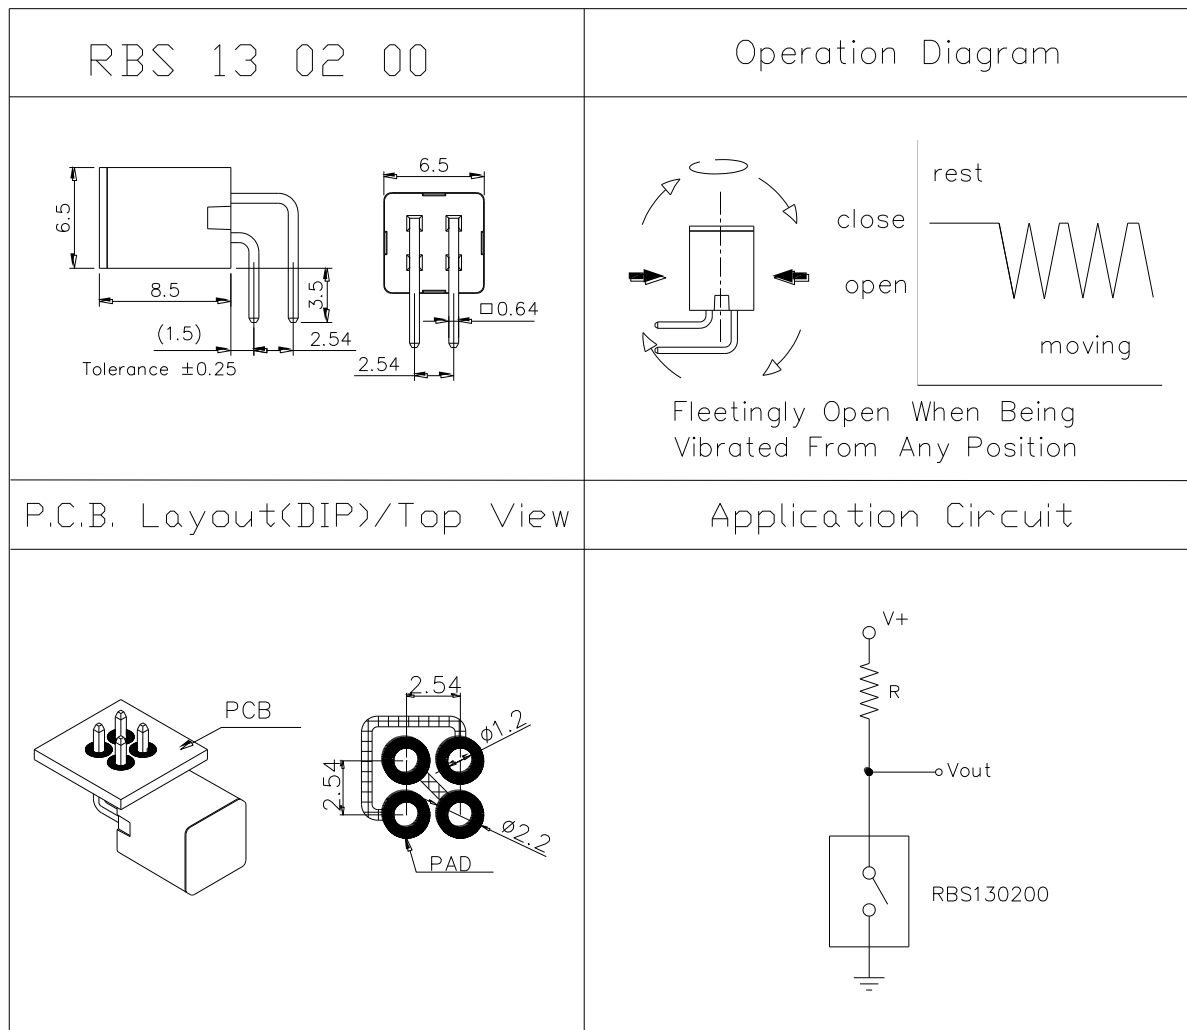 RBS 13 02 00
Operation Diagram
6.5
8.5
(1.5)
3.5
2.54
Tolerance ±0.25
6.5
□0.64
2.54
rest
close
open
moving
Fleetingly Open When Being
Vibrated From Any Position
P.C.B. Layout(DIP)/Top View
Application Circuit
PCB
2.54
2.54
ø1.2
ø2.2
PAD
V+
R
Vout
RBS130200